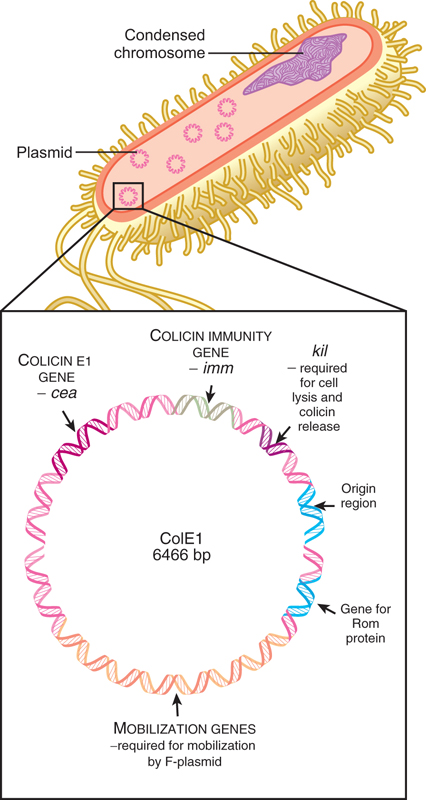 Condensed
chromosome
Plasmid
COLICIN IMMUNITY
GENE
– imm
kil
– required
for cell
lysis and
colicin
release
COLICIN E1
GENE
– cea
Origin
region
ColE1
6466 bp
Gene for
Rom
protein
MOBILIZATION GENES
–required for mobilization
by F-plasmid